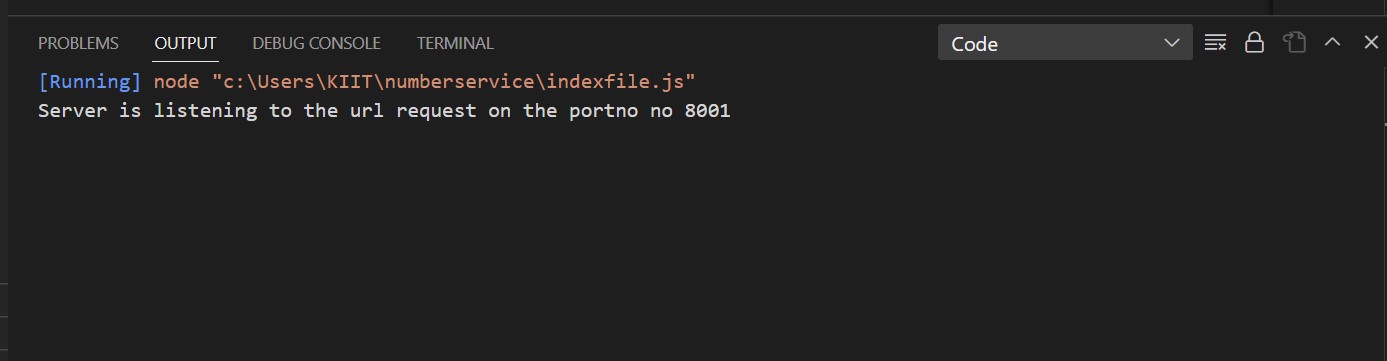 PROBLEMS OUTPUT DEBUG CONSOLE TERMINAL Code
[Running] node "c:\Users\KIIT\numberservice\indexfile.js"
Server is listening to the url request on the portno no 8001